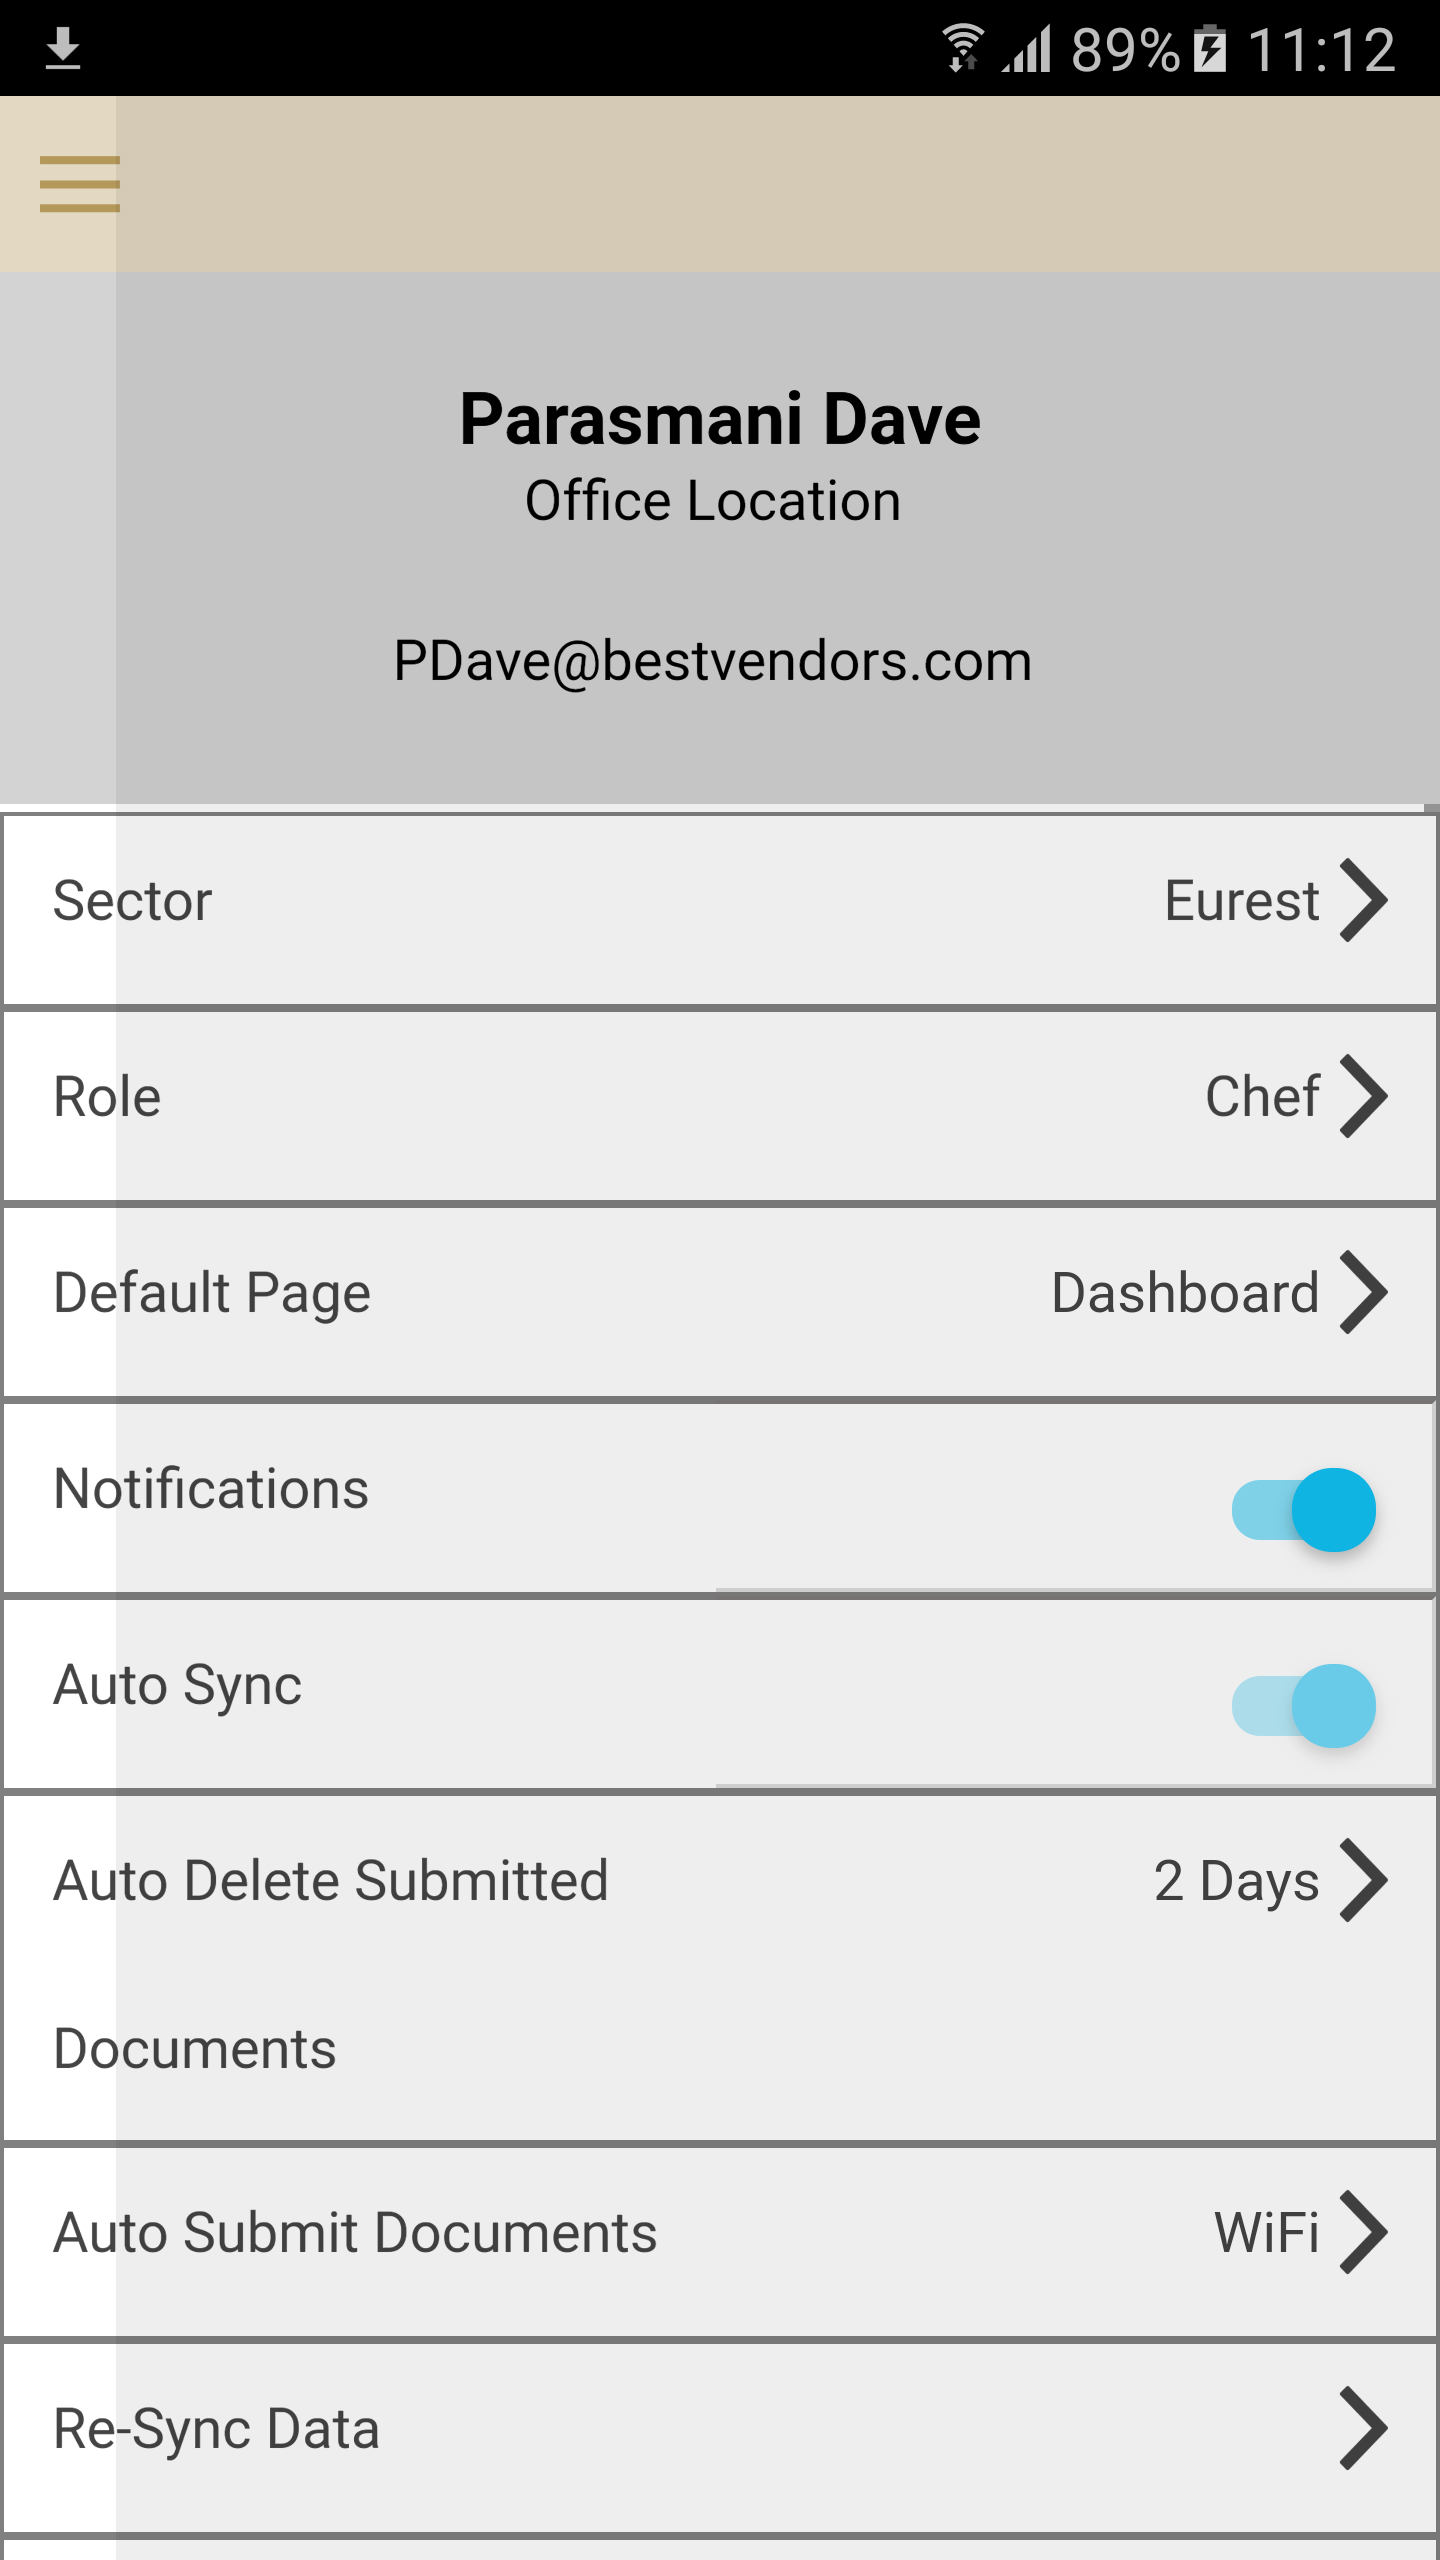 89% 11:12
Parasmani Dave
Office Location
PDave@bestvendors.com
Sector Eurest
Role Chef
Default Page Dashboard
Notifications
Auto Sync
Auto Delete Submitted 2 Days
Documents
Auto Submit Documents WiFi
Re-Sync Data